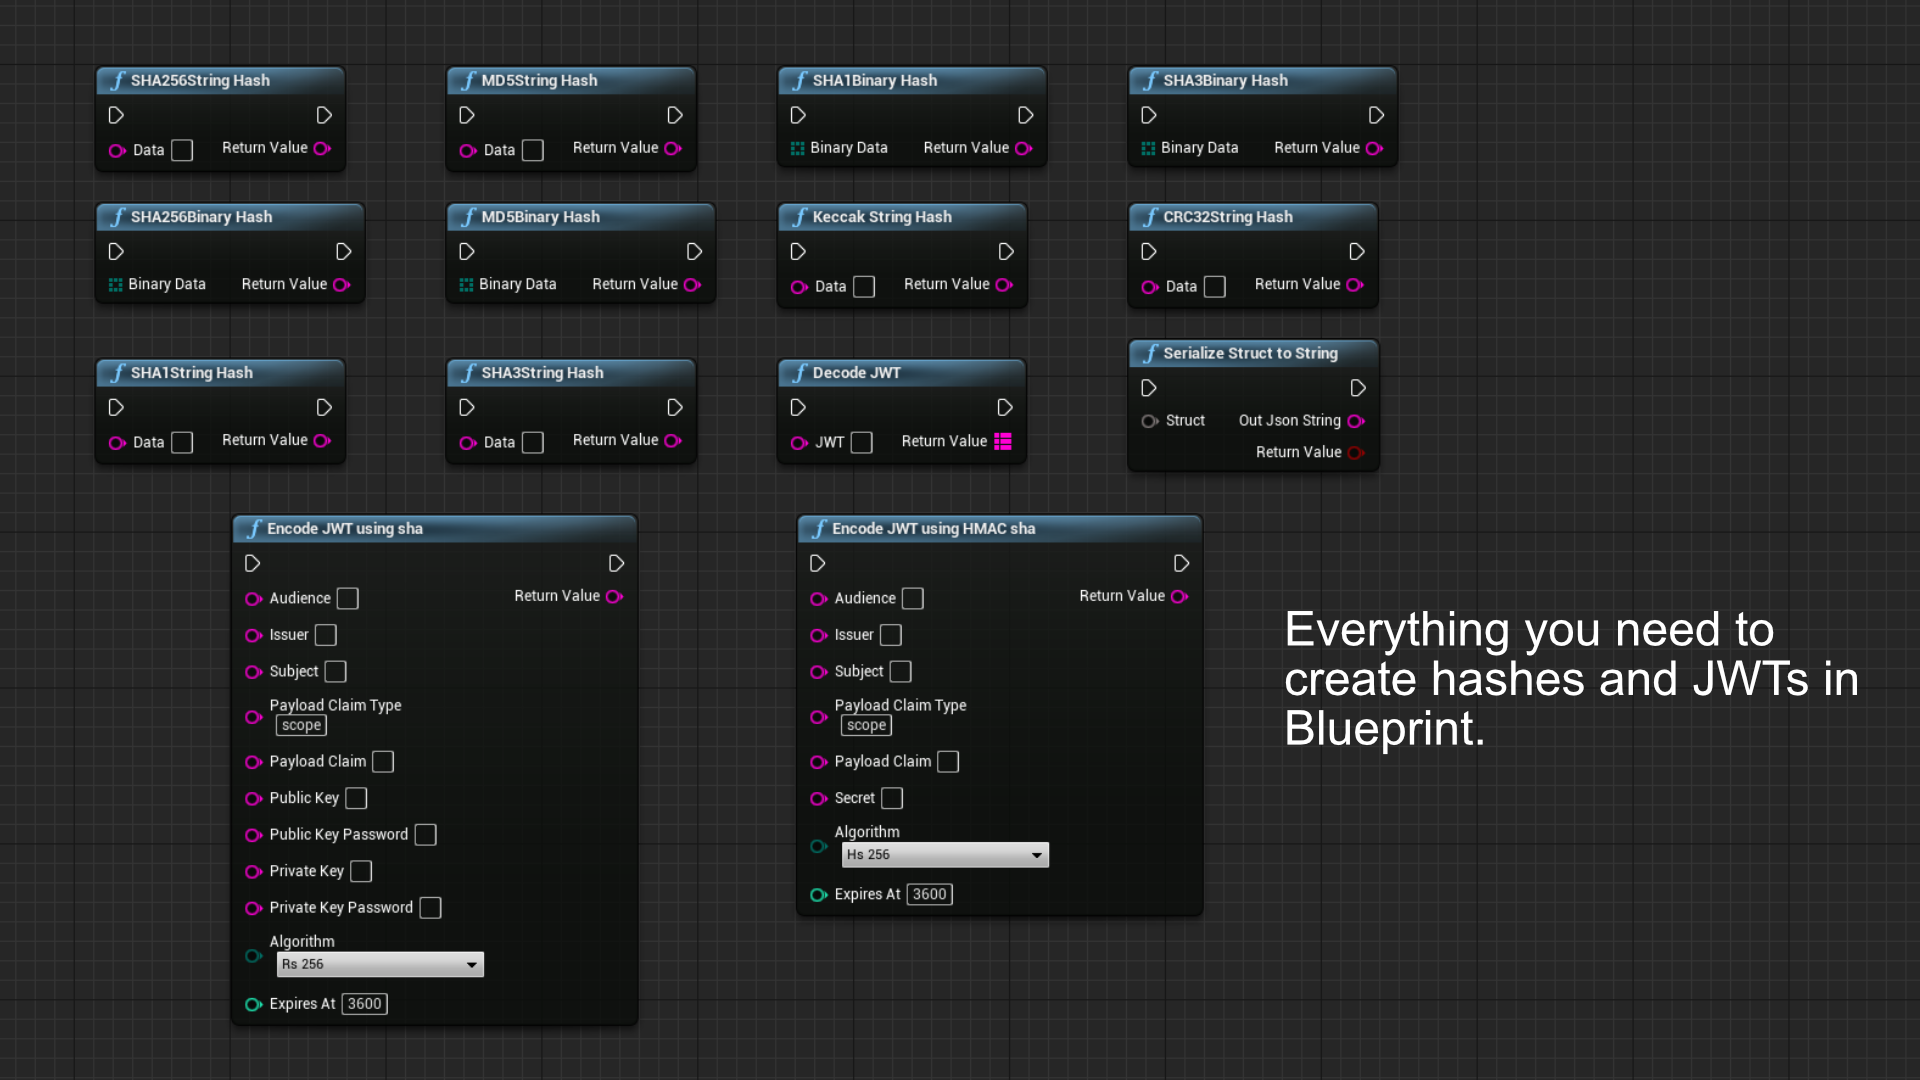 f SHA256String Hash
Data
Return Value
f MD5String Hash
Data
Return Value
f SHA1Binary Hash
Binary Data
Return Value
f SHA3Binary Hash
Binary Data
Return Value
f SHA256Binary Hash
Binary Data
Return Value
f MD5Binary Hash
Binary Data
Return Value
f Keccak String Hash
Data
Return Value
f CRC32String Hash
Data
Return Value
f SHA1String Hash
Data
Return Value
f SHA3String Hash
Data
Return Value
f Decode JWT
JWT
Return Value
f Serialize Struct to String
Struct
Out Json String
Return Value
f Encode JWT using sha
Audience
Return Value
Issuer
Subject
Payload Claim Type
scope
Payload Claim
Public Key
Public Key Password
Private Key
Private Key Password
Algorithm
Rs 256
Expires At 3600
f Encode JWT using HMAC sha
Audience
Return Value
Issuer
Subject
Payload Claim Type
scope
Payload Claim
Secret
Algorithm
Hs 256
Expires At 3600
Everything you need to
create hashes and JWTs in
Blueprint.